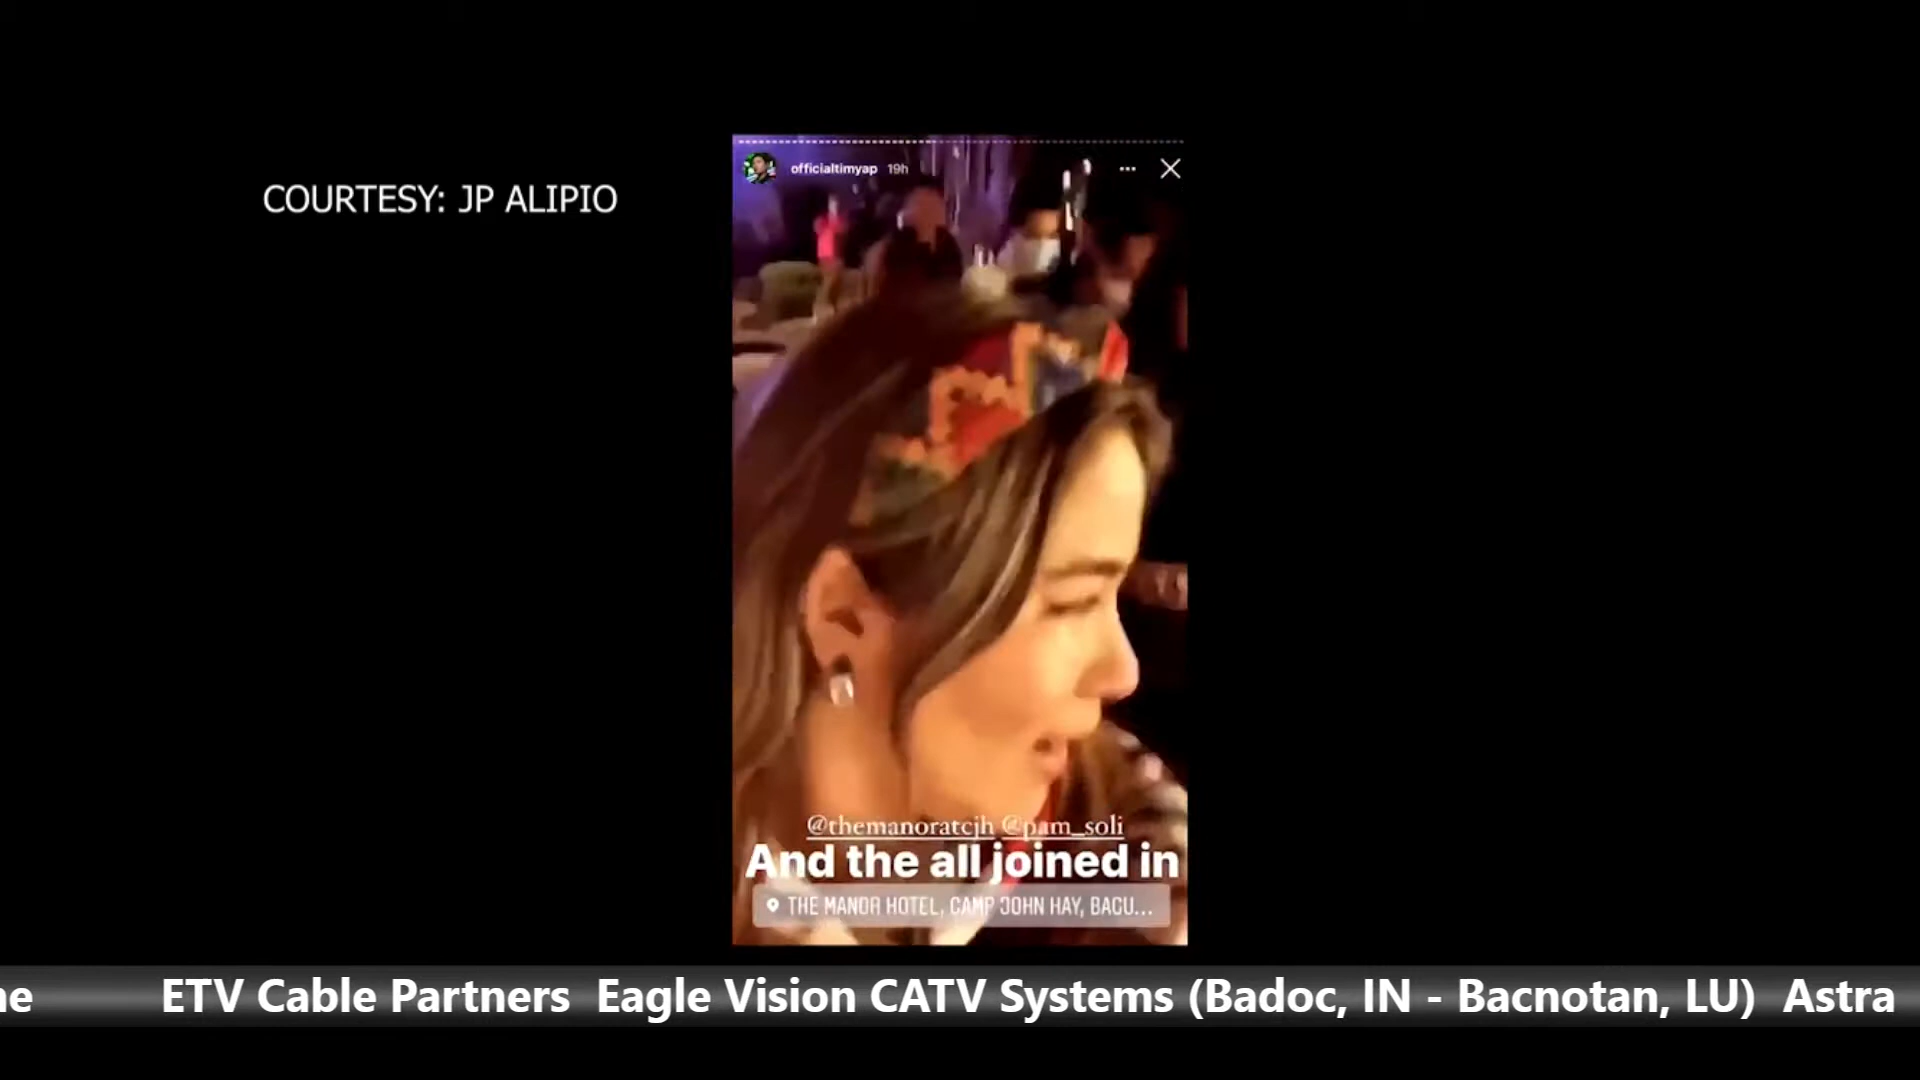 COURTESY: JP ALIPIO
officialtimyap 19h
@themanoratcjh @pam_soli
And the all joined in
THE MANOR HOTEL, CAMP JOHN HAY, BAGU...
ne ETV Cable Partners Eagle Vision CATV Systems (Badoc, IN - Bacnotan, LU) Astra